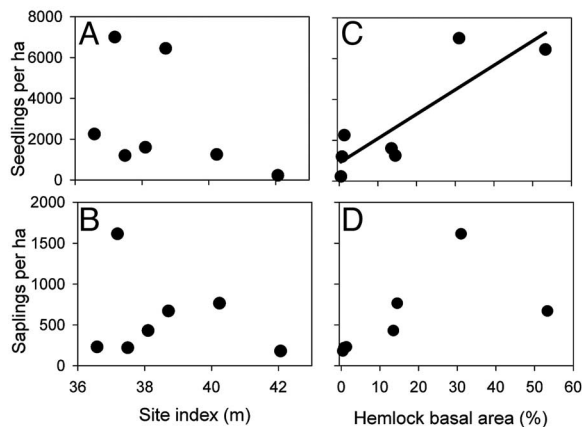 A
C
Seedlings per ha
8000
6000
4000
2000
0
B
D
Saplings per ha
2000
1500
1000
500
0
36 38 40 42
0 10 20 30 40 50 60
Site index (m)
Hemlock basal area (%)